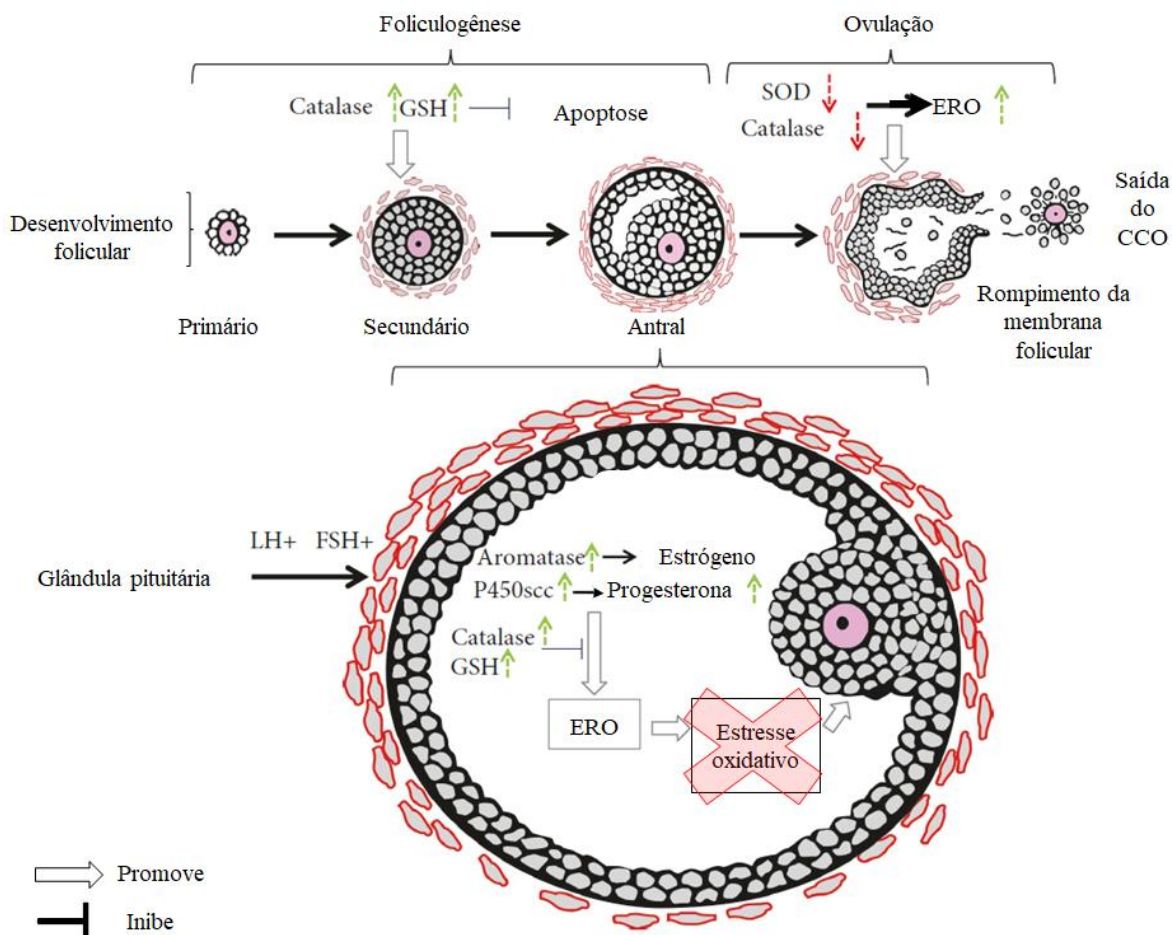 Foliculogênese
Ovulação
Catalase GSH
Apoptose
SOD
Catalase
ERO
Desenvolvimento
folicular
Saída
do
CCO
Primário
Secundário
Antral
Rompimento da
membrana
folicular
LH+ FSH+
Glândula pituitária
Aromatase
Estrógeno
P450scc
Progesterona
Catalase
GSH
ERO
Estresse
oxidativo
Promove
Inibe